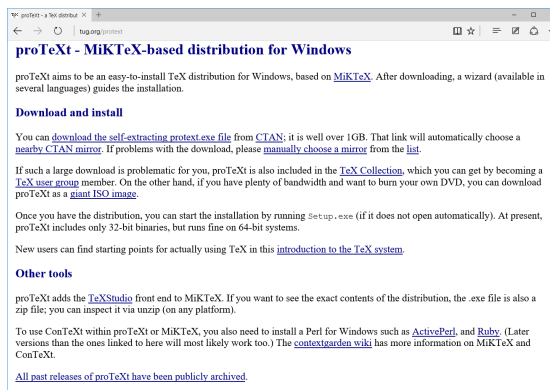 proTeXt - a TeX distribut
tug.org/protext
proTeXt - MiKTeX-based distribution for Windows
proTeXt aims to be an easy-to-install TeX distribution for Windows, based on MiKTeX. After downloading, a wizard (available in
several languages) guides the installation.
Download and install
You can download the self-extracting protext.exe file from CTAN; it is well over 1GB. That link will automatically choose a
nearby CTAN mirror. If problems with the download, please manually choose a mirror from the list.
If such a large download is problematic for you, proTeXt is also included in the TeX Collection, which you can get by becoming a
TeX user group member. On the other hand, if you have plenty of bandwidth and want to burn your own DVD, you can download
proTeXt as a giant ISO image.
Once you have the distribution, you can start the installation by running Setup.exe (if it does not open automatically). At present,
proTeXt includes only 32-bit binaries, but runs fine on 64-bit systems.
New users can find starting points for actually using TeX in this introduction to the TeX system.
Other tools
proTeXt adds the TeXStudio front end to MiKTeX. If you want to see the exact contents of the distribution, the .exe file is also a
zip file; you can inspect it via unzip (on any platform).
To use ConTeXt within proTeXt or MiKTeX, you also need to install a Perl for Windows such as ActivePerl, and Ruby. (Later
versions than the ones linked to here will most likely work too.) The contextgarden wiki has more information on MiKTeX and
ConTeXt.
All past releases of proTeXt have been publicly archived.